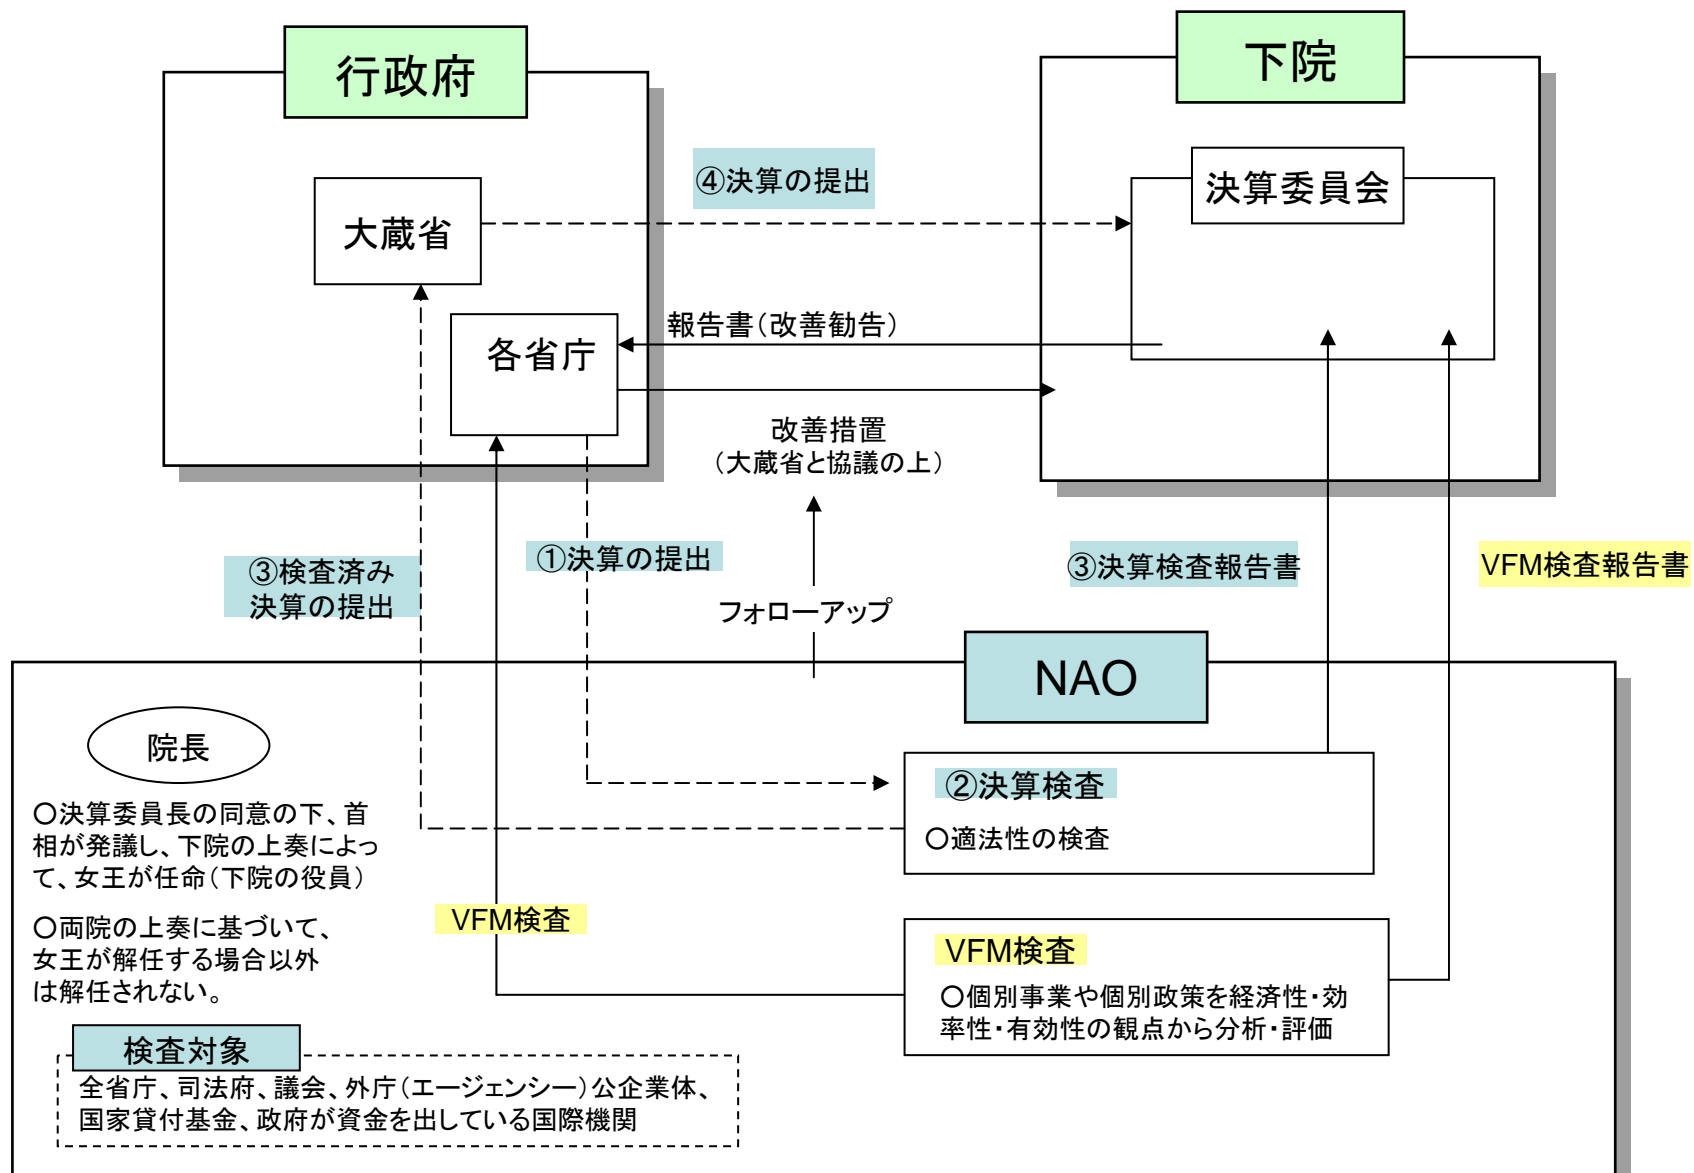 行政府
下院
④決算の提出
決算委員会
大蔵省
報告書(改善勧告)
各省庁
改善措置
(大蔵省と協議の上)
③検査済み
決算の提出
①決算の提出
フォローアップ
③決算検査報告書
VFM検査報告書
NAO
院長
○決算委員長の同意の下、首
相が発議し、下院の上奏によっ
て、女王が任命(下院の役員)
○両院の上奏に基づいて、
女王が解任する場合以外
は解任されない。
②決算検査
○適法性の検査
VFM検査
VFM検査
○個別事業や個別政策を経済性・効
率性・有効性の観点から分析・評価
検査対象
全省庁、司法府、議会、外庁(エージェンシー)公企業体、
国家貸付基金、政府が資金を出している国際機関